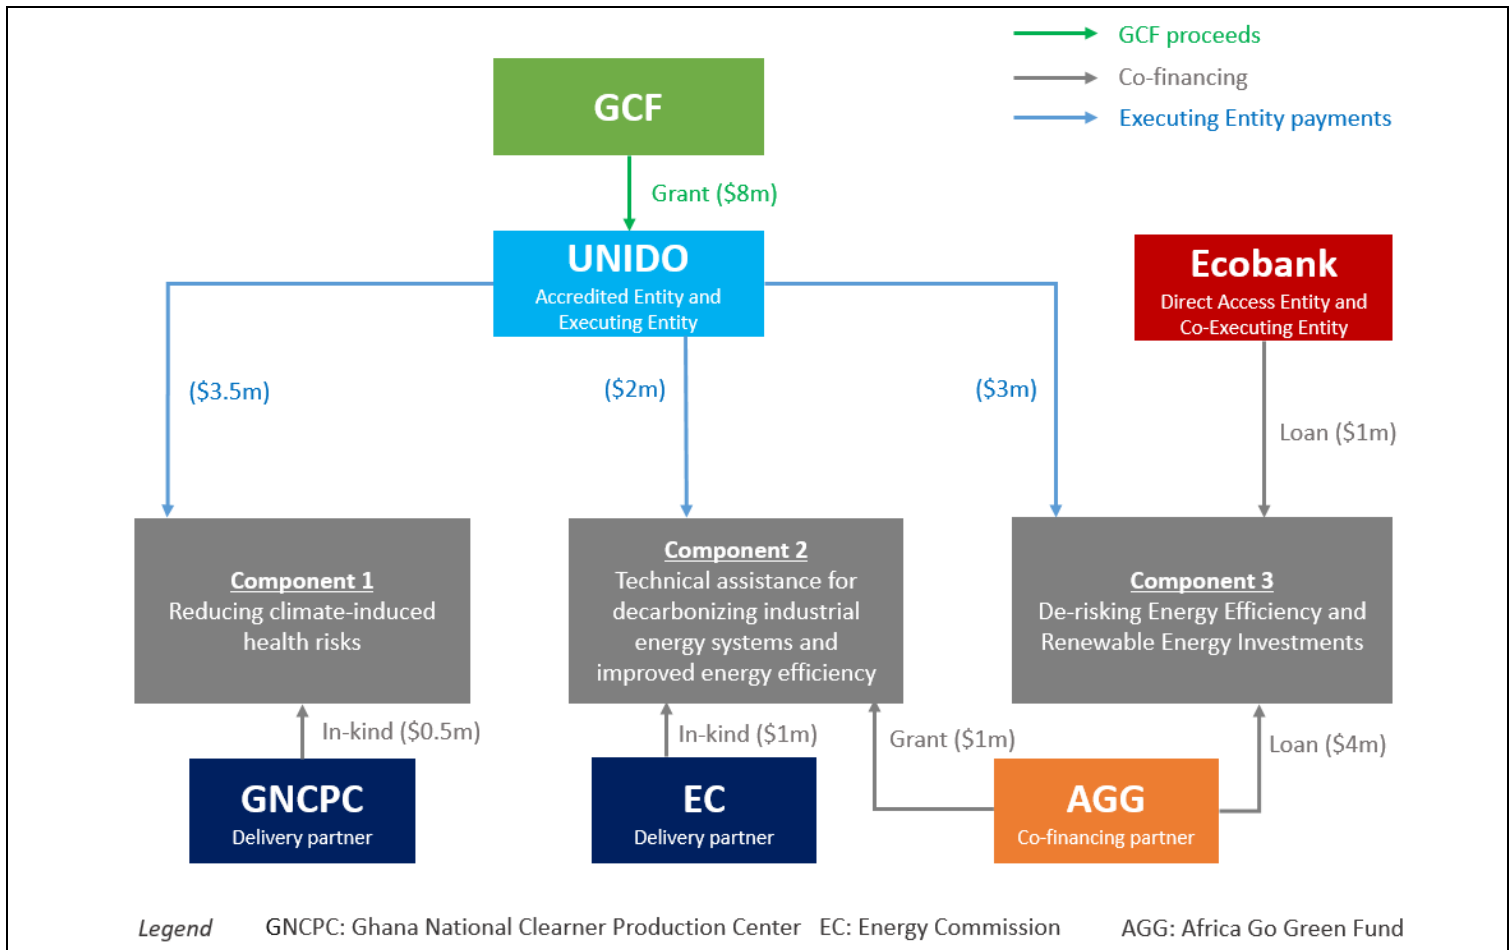 GCF proceeds
Co-financing
Executing Entity payments
GCF
Grant ($8m)
UNIDO
Accredited Entity and
Executing Entity
Ecobank
Direct Access Entity and
Co-Executing Entity
($3.5m)
($2m)
($3m)
Loan ($1m)
Component 1
Reducing climate-induced
health risks
Component 2
Technical assistance for
decarbonizing industrial
energy systems and
improved energy efficiency
Component 3
De-risking Energy Efficiency and
Renewable Energy Investments
In-kind ($0.5m)
In-kind ($1m)
Grant ($1m)
Loan ($4m)
GNCPC
Delivery partner
EC
Delivery partner
AGG
Co-financing partner
Legend GNCPC: Ghana National Clearner Production Center EC: Energy Commission AGG: Africa Go Green Fund